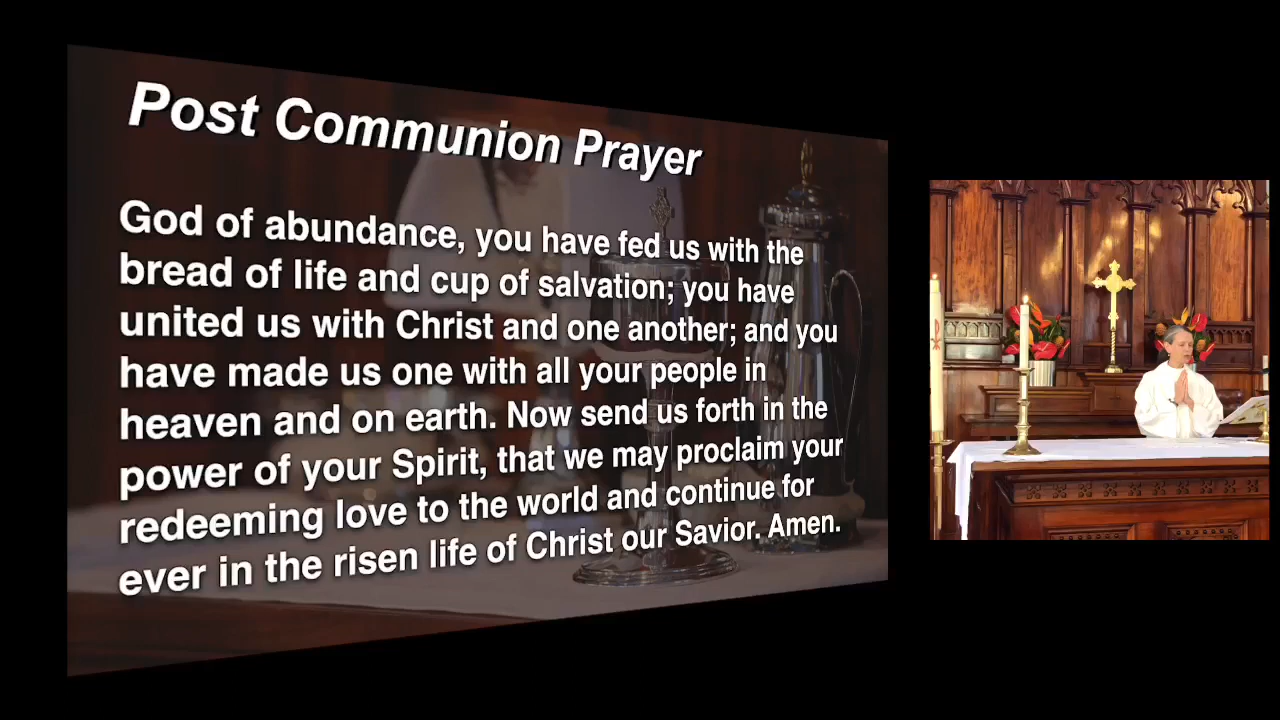 Post Communion Prayer
God of abundance, you have fed us with the
bread of life and cup of salvation; you have
united us with Christ and one another; and you
have made us one with all your people in
heaven and on earth. Now send us forth in the
power of your Spirit, that we may proclaim your
redeeming love to the world and continue for
ever in the risen life of Christ our Savior. Amen.